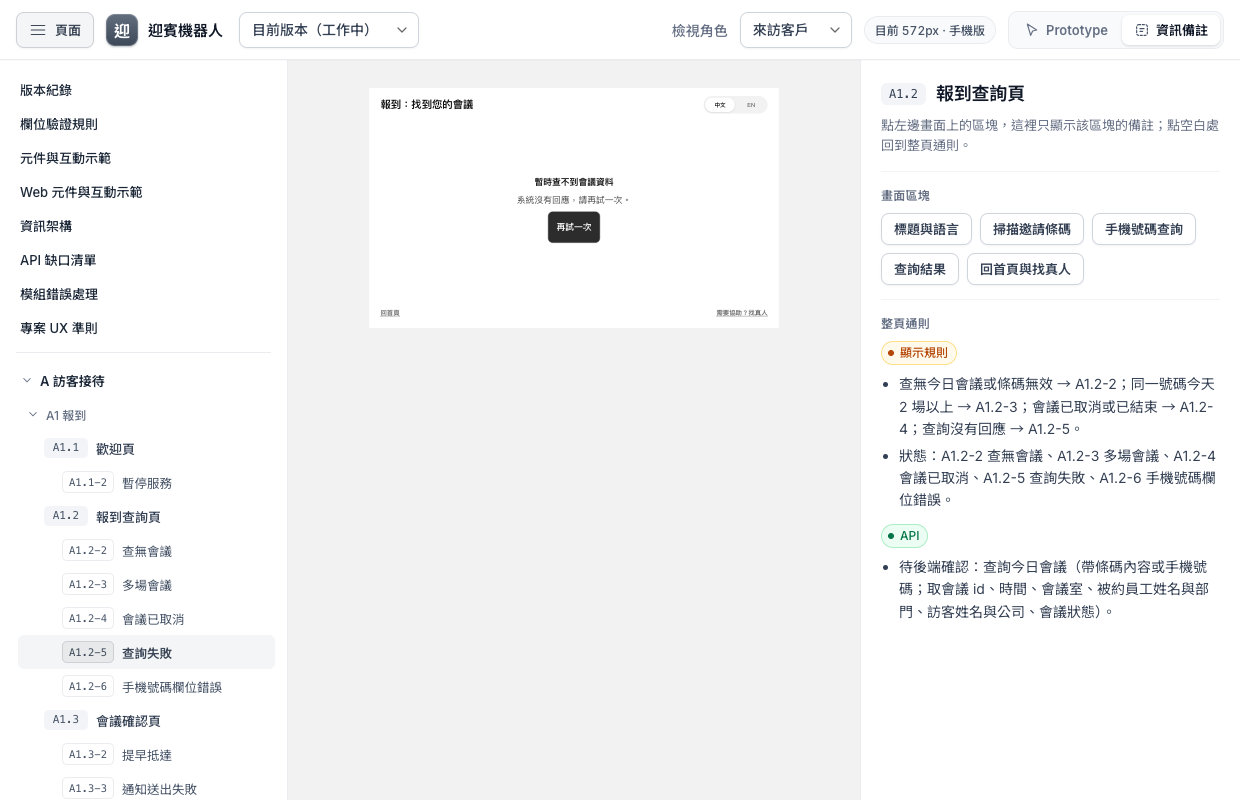 頁面
迎
迎賓機器人
目前版本（工作中）
檢視角色
來訪客戶
目前 572px · 手機版
Prototype
資訊備註
版本紀錄
欄位驗證規則
元件與互動示範
Web 元件與互動示範
資訊架構
API 缺口清單
模組錯誤處理
專案 UX 準則
A 訪客接待
A1 報到
A1.1 歡迎頁
A1.1-2 暫停服務
A1.2 報到查詢頁
A1.2-2 查無會議
A1.2-3 多場會議
A1.2-4 會議已取消
A1.2-5 查詢失敗
A1.2-6 手機號碼欄位錯誤
A1.3 會議確認頁
A1.3-2 提早抵達
A1.3-3 通知送出失敗
報到：找到您的會議
中文
EN
暫時查不到會議資料
系統沒有回應，請再試一次。
再試一次
回首頁
需要協助？找真人
A1.2 報到查詢頁
點左邊畫面上的區塊，這裡只顯示該區塊的備註；點空白處
回到整頁通則。
畫面區塊
標題與語言
掃描邀請條碼
手機號碼查詢
查詢結果
回首頁與找真人
整頁通則
顯示規則
查無今日會議或條碼無效 → A1.2-2；同一號碼今天
2 場以上 → A1.2-3；會議已取消或已結束 → A1.2-
4；查詢沒有回應 → A1.2-5。
狀態：A1.2-2 查無會議、A1.2-3 多場會議、A1.2-4
會議已取消、A1.2-5 查詢失敗、A1.2-6 手機號碼欄
位錯誤。
API
待後端確認：查詢今日會議（帶條碼內容或手機號
碼；取會議 id、時間、會議室、被約員工姓名與部
門、訪客姓名與公司、會議狀態）。